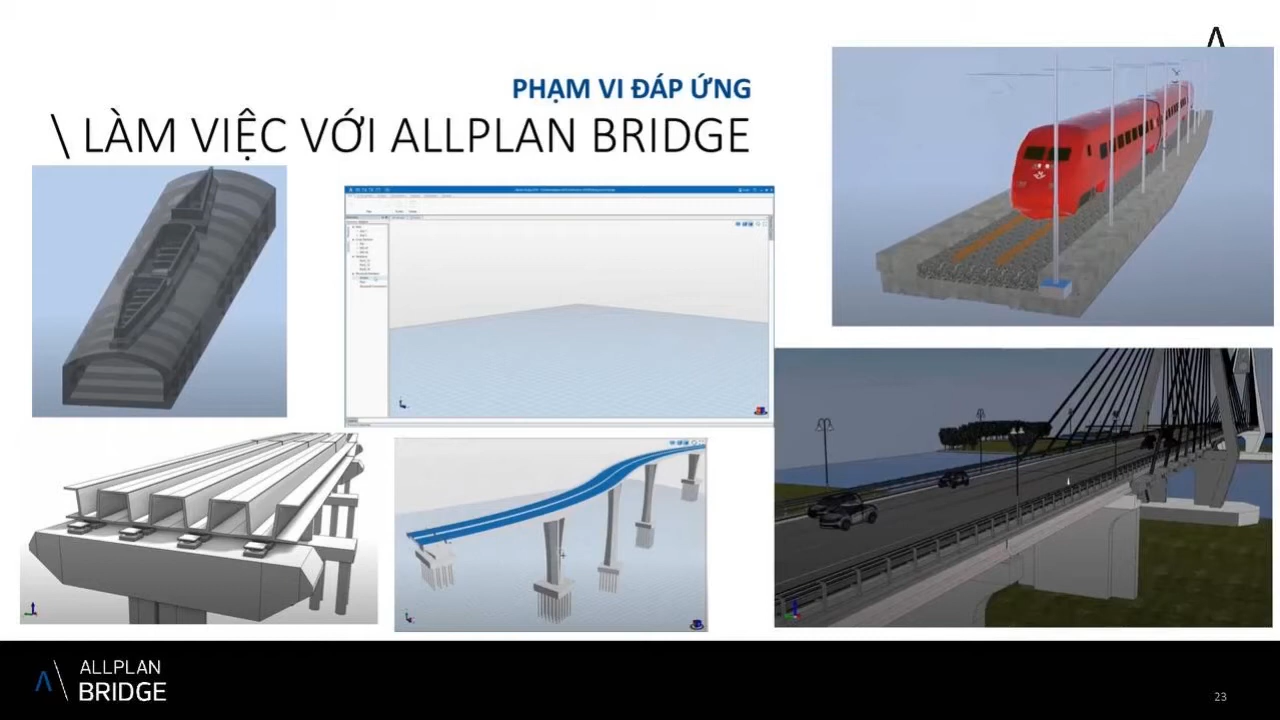 PHẠM VI ĐÁP ỨNG
\ LÀM VIỆC VỚI ALLPLAN BRIDGE
ALLPLAN
BRIDGE
23